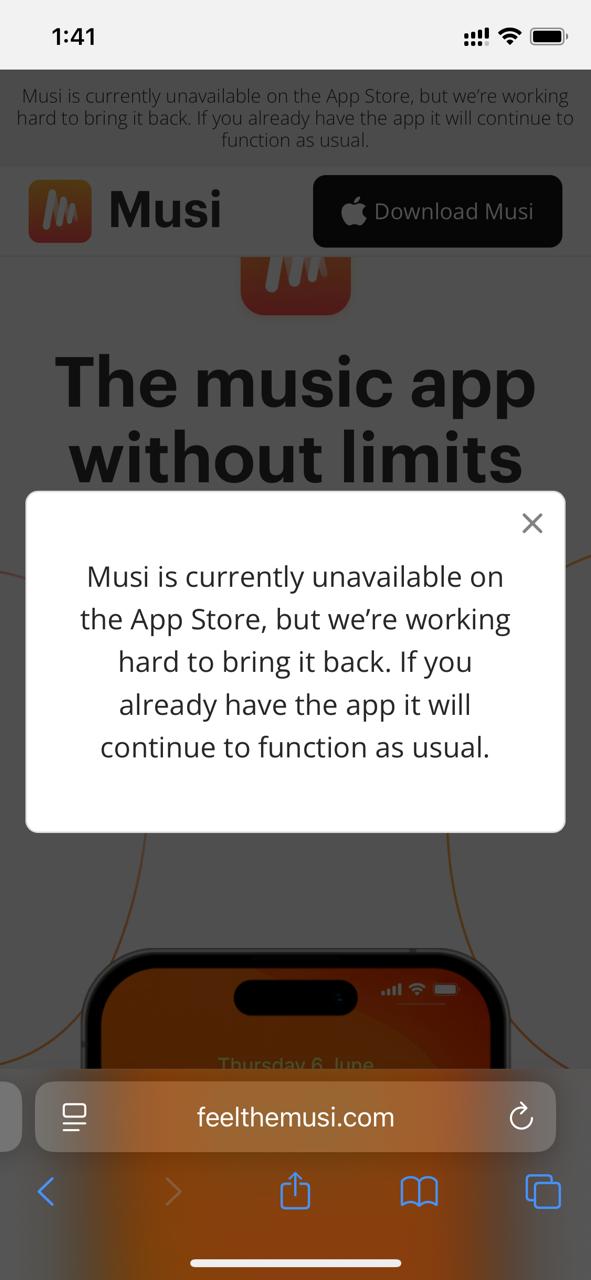 1:41
Musi is currently unavailable on the App Store, but we’re working
hard to bring it back. If you already have the app it will continue to
function as usual.
Musi
Download Musi
The music app
without limits
Musi is currently unavailable on
the App Store, but we’re working
hard to bring it back. If you
already have the app it will
continue to function as usual.
Thursday 6 June
feelthemusi.com